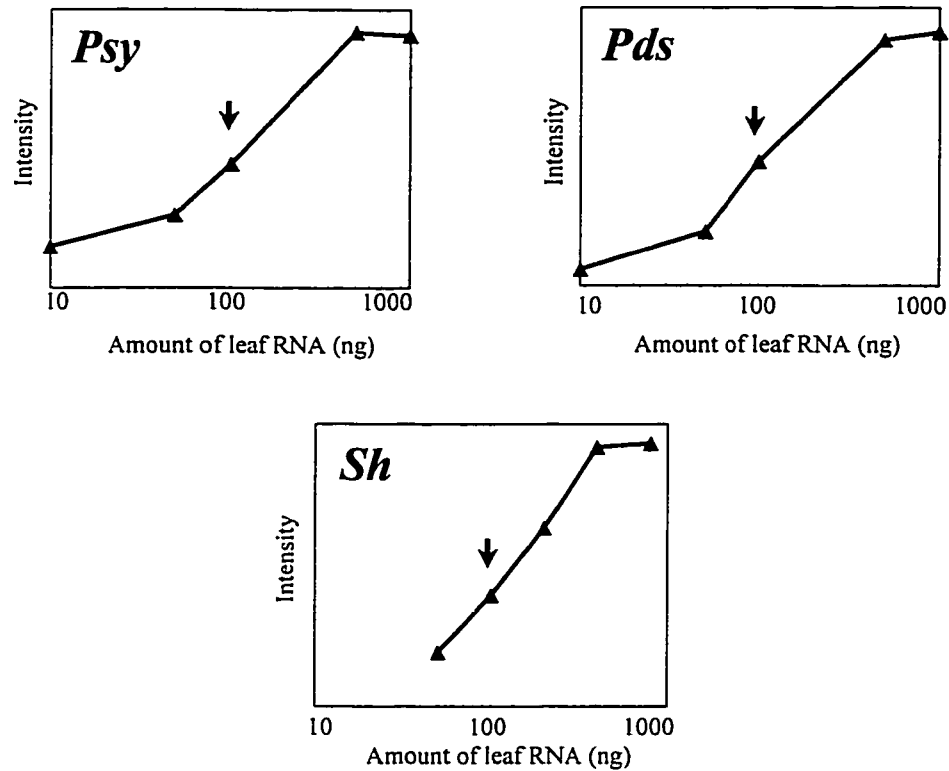 Psy
Intensity
10 100 1000
Amount of leaf RNA (ng)
Pds
Intensity
10 100 1000
Amount of leaf RNA (ng)
Sh
Intensity
10 100 1000
Amount of leaf RNA (ng)